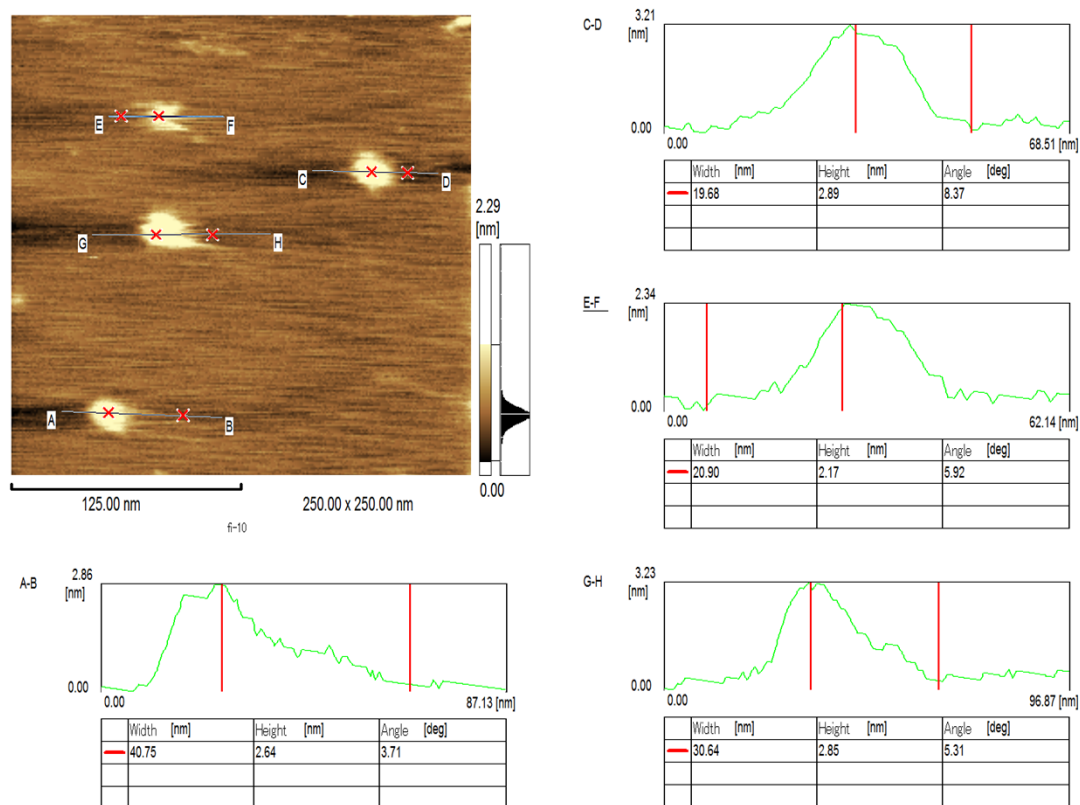 E
F
C
D
G
H
A
B
2.29
[nm]
0.00
125.00 nm
250.00 x 250.00 nm
fi-10
C-D
3.21
[nm]
0.00
0.00
68.51 [nm]
Width [nm] Height [nm] Angle [deg]
19.68 2.89 8.37
E-F
2.34
[nm]
0.00
0.00
62.14 [nm]
Width [nm] Height [nm] Angle [deg]
20.90 2.17 5.92
A-B
2.86
[nm]
0.00
0.00
87.13 [nm]
Width [nm] Height [nm] Angle [deg]
40.75 2.64 3.71
G-H
3.23
[nm]
0.00
0.00
96.87 [nm]
Width [nm] Height [nm] Angle [deg]
30.64 2.85 5.31